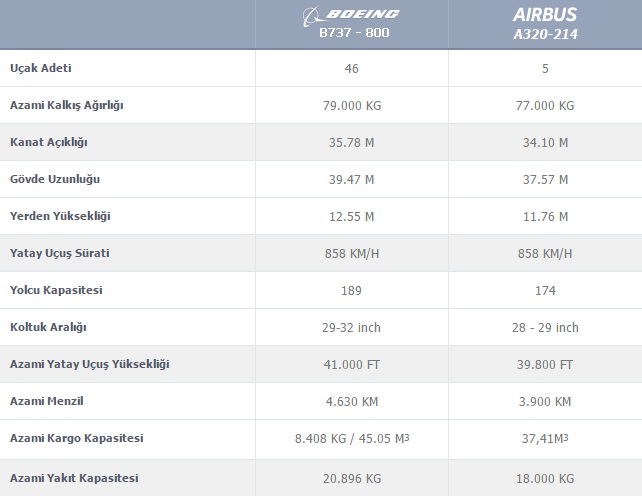 BOEING AIRBUS
B737 - 800 A320-214
Uçak Adeti 46 5
Azami Kalkış Ağırlığı 79.000 KG 77.000 KG
Kanat Açıklığı 35.78 M 34.10 M
Gövde Uzunluğu 39.47 M 37.57 M
Yerden Yüksekliği 12.55 M 11.76 M
Yatay Uçuş Sürati 858 KM/H 858 KM/H
Yolcu Kapasitesi 189 174
Koltuk Aralığı 29-32 inch 28 - 29 inch
Azami Yatay Uçuş Yüksekliği 41.000 FT 39.800 FT
Azami Menzil 4.630 KM 3.900 KM
Azami Kargo Kapasitesi 8.408 KG / 45.05 M3 37,41M3
Azami Yakıt Kapasitesi 20.896 KG 18.000 KG